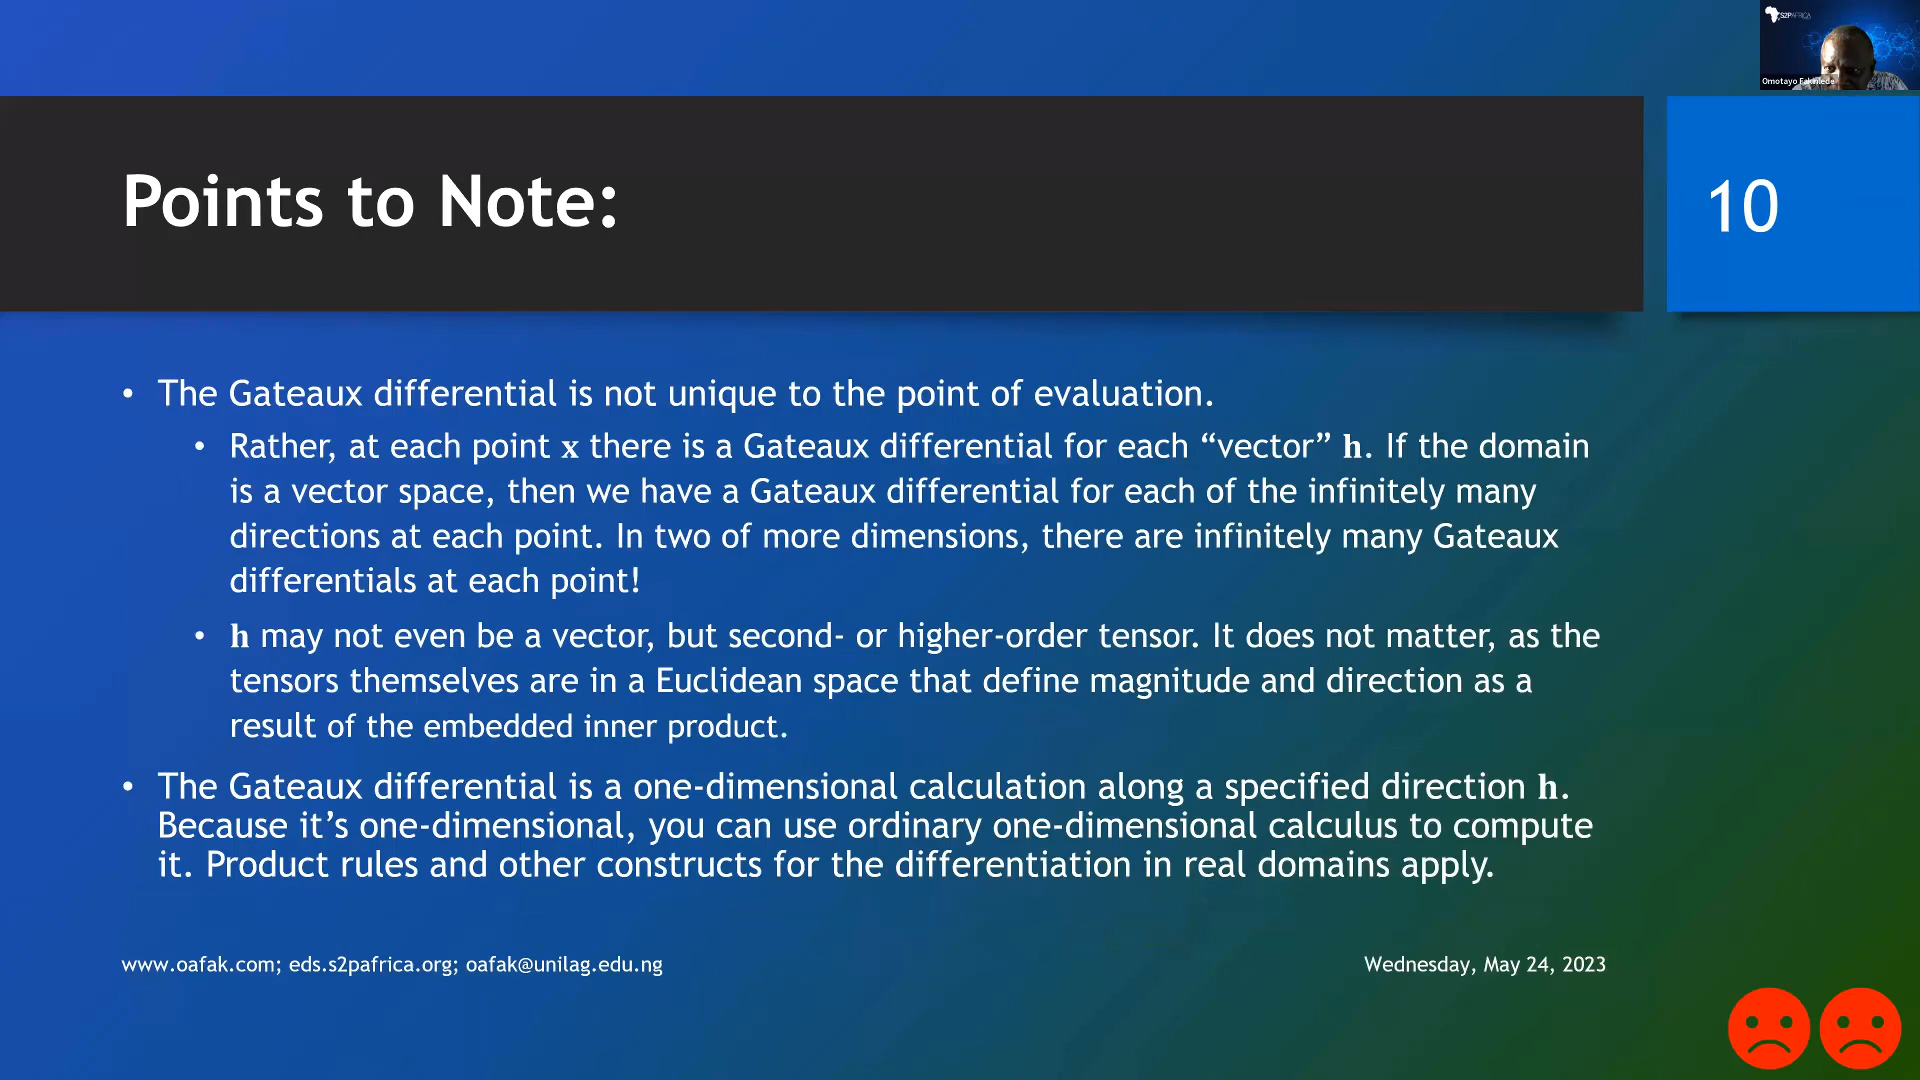 S2PAFRICA
Omotayo Fakinlede
Points to Note:
10
• The Gateaux differential is not unique to the point of evaluation.
• Rather, at each point x there is a Gateaux differential for each “vector” h. If the domain
is a vector space, then we have a Gateaux differential for each of the infinitely many
directions at each point. In two of more dimensions, there are infinitely many Gateaux
differentials at each point!
• h may not even be a vector, but second- or higher-order tensor. It does not matter, as the
tensors themselves are in a Euclidean space that define magnitude and direction as a
result of the embedded inner product.
• The Gateaux differential is a one-dimensional calculation along a specified direction h.
Because it’s one-dimensional, you can use ordinary one-dimensional calculus to compute
it. Product rules and other constructs for the differentiation in real domains apply.
www.oafak.com; eds.s2pafrica.org; oafak@unilag.edu.ng
Wednesday, May 24, 2023